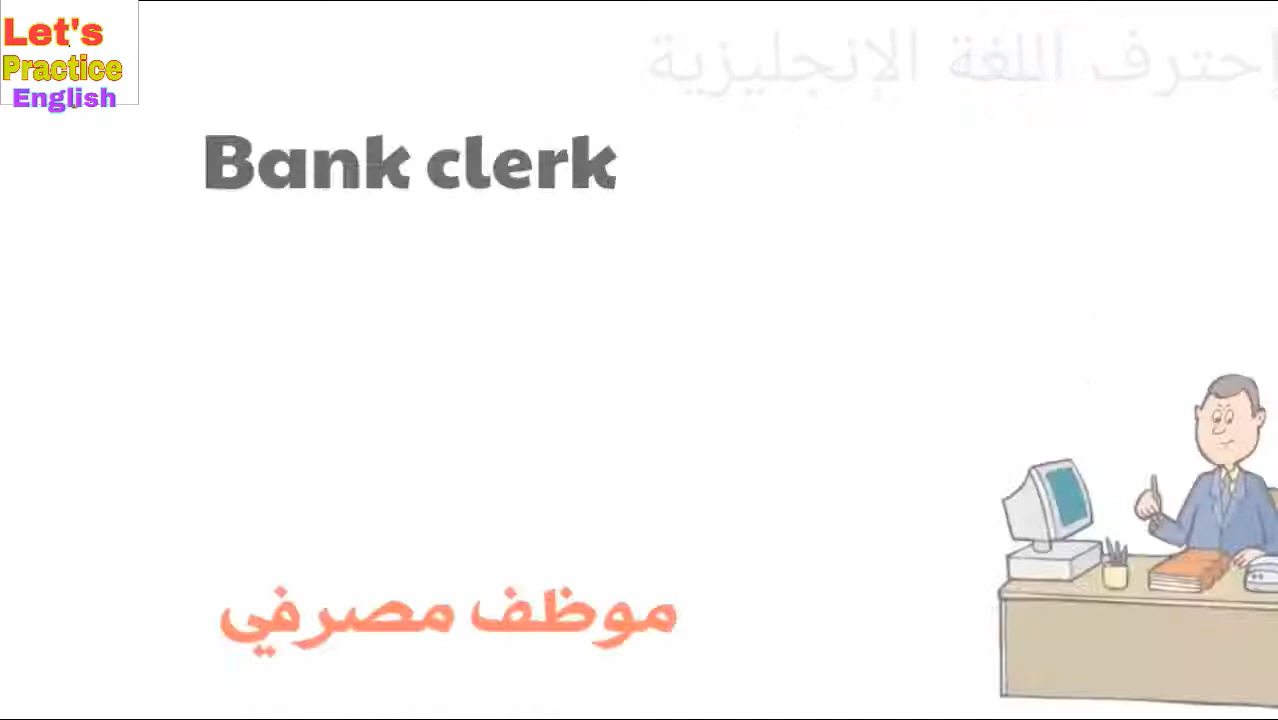 Let's
Practice
English
إحترف اللغة الإنجليزية
Bank clerk
موظف مصرفي